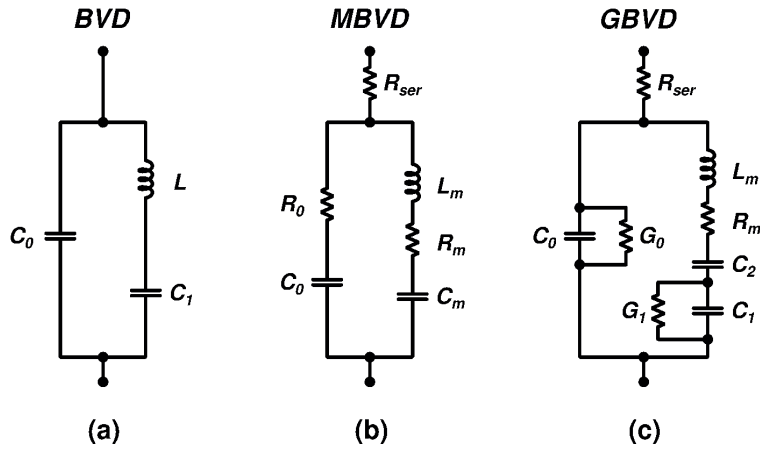 BVD MBVD GBVD
Rser Rser
L Lm Lm
R0 Rm Rm
C0 C0 G0
C1 C0 Cm C2
G1 C1
(a) (b) (c)